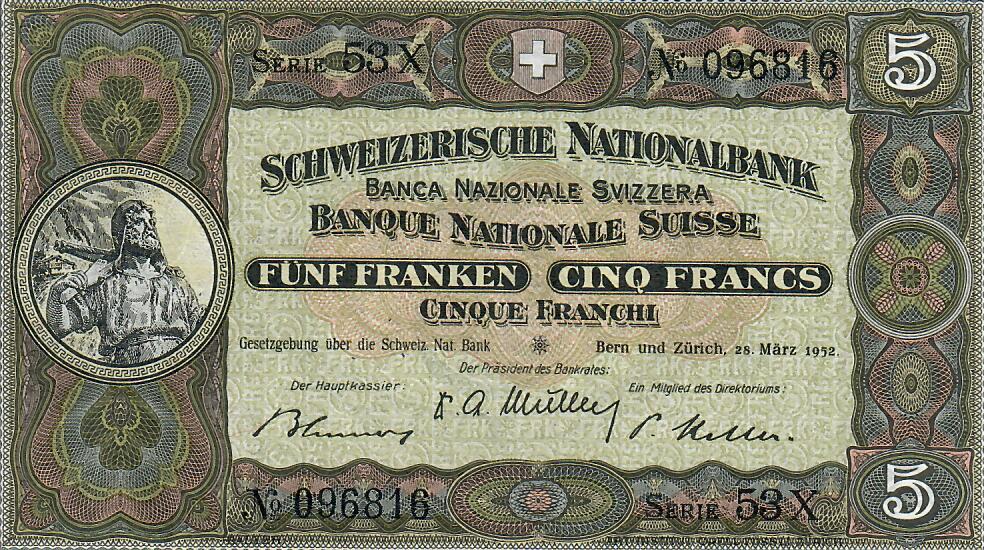 SERIE 53 X
No 096816
5
SCHWEIZERISCHE NATIONALBANK
BANCA NAZIONALE SVIZZERA
BANQUE NATIONALE SUISSE
FÜNF FRANKEN CINQ FRANCS
CINQUE FRANCHI
Gesetzgebung über die Schweiz. Nat. Bank
Bern und Zürich, 28. März 1952.
Der Präsident des Bankrates:
Der Hauptkassier:
Ein Mitglied des Direktoriums:
No 096816
SERIE 53 X
5